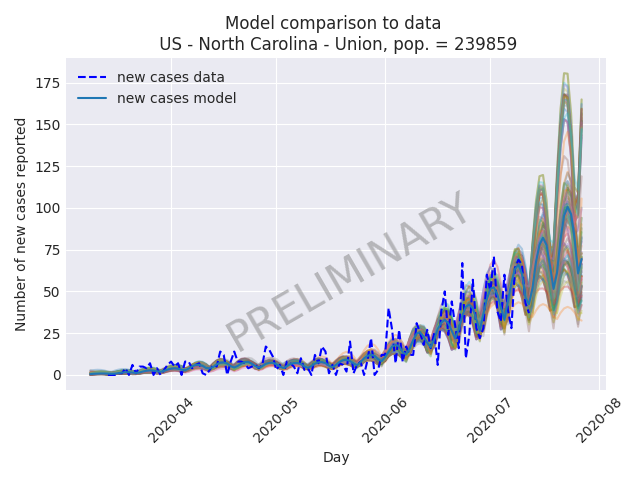 Model comparison to data
US - North Carolina - Union, pop. = 239859
new cases data
new cases model
PRELIMINARY
Number of new cases reported
175
150
125
100
75
50
25
0
2020-04
2020-05
2020-06
2020-07
2020-08
Day